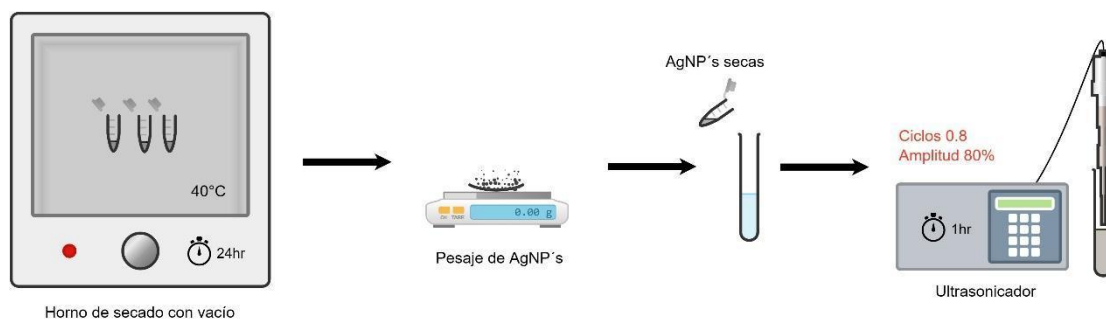 40°C
24hr
Horno de secado con vacío
0.00 g
Pesaje de AgNP´s
AgNP´s secas
Ciclos 0.8
Amplitud 80%
1hr
Ultrasonicador